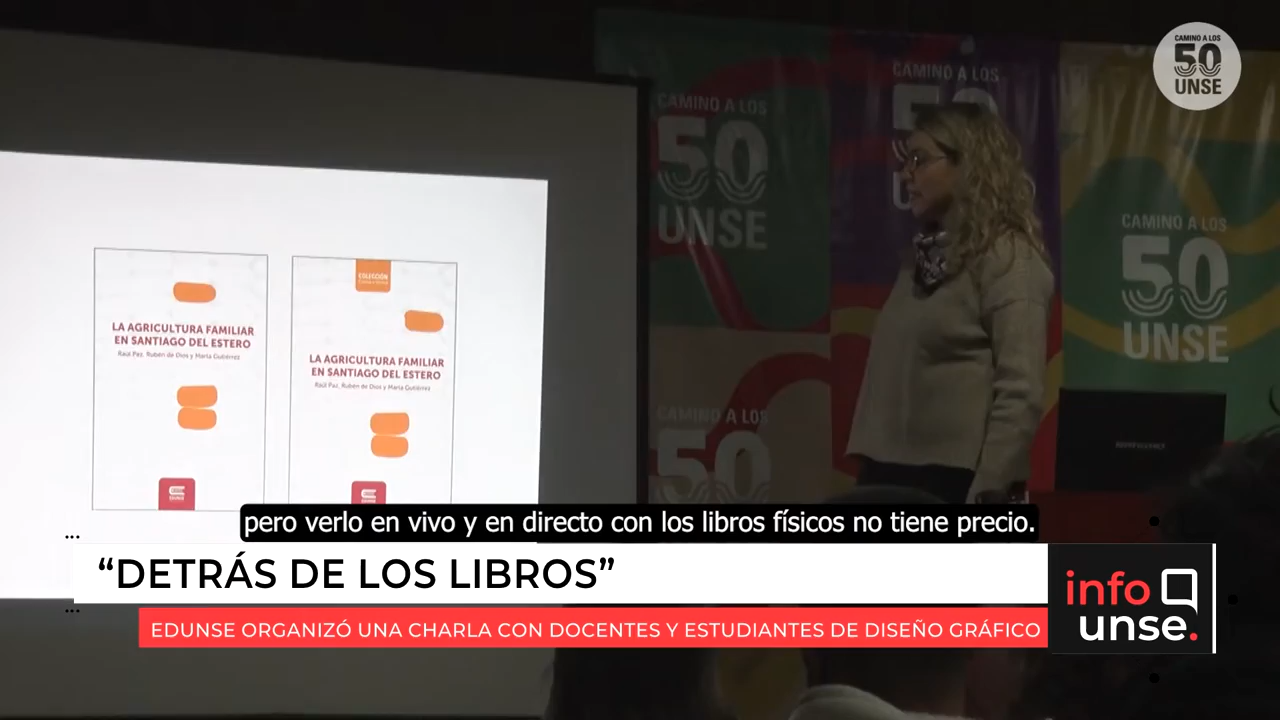 CAMINO A LOS
50
UNSE
CAMINO A LOS
50
UNSE
CAMINO A LOS
50
CAMINO A LOS
50
UNSE
CAMINO A LOS
50
LA AGRICULTURA FAMILIAR
EN SANTIAGO DEL ESTERO
Raúl Paz, Rubén de Dios y Marta Gutiérrez
COLECCIÓN
LA AGRICULTURA FAMILIAR
EN SANTIAGO DEL ESTERO
Raúl Paz, Rubén de Dios y Marta Gutiérrez
pero verlo en vivo y en directo con los libros físicos no tiene precio.
“DETRÁS DE LOS LIBROS”
EDUNSE ORGANIZÓ UNA CHARLA CON DOCENTES Y ESTUDIANTES DE DISEÑO GRÁFICO
info
unse.